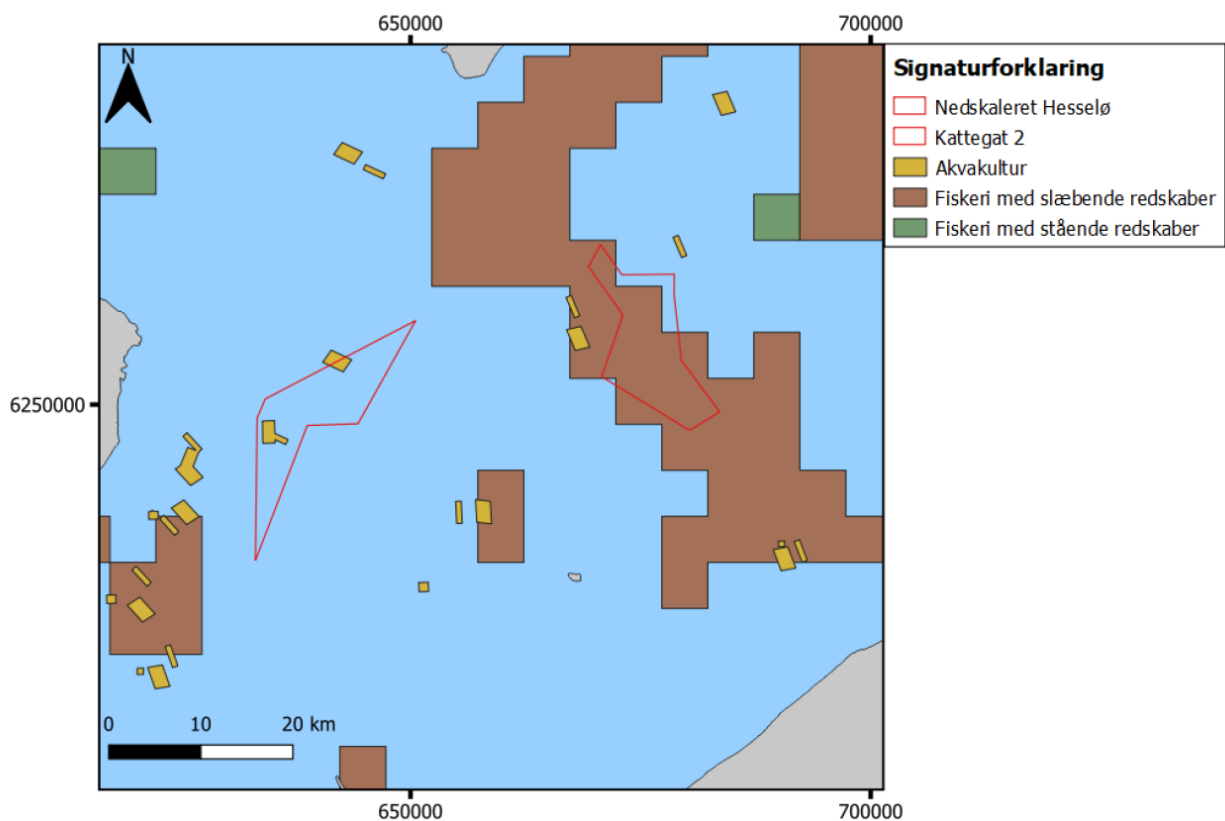 650000
700000
N
Signaturforklaring
Nedskaleret Hesselø
Kattegat 2
Akvakultur
Fiskeri med slæbende redskaber
Fiskeri med stående redskaber
6250000
0 10 20 km
650000
700000